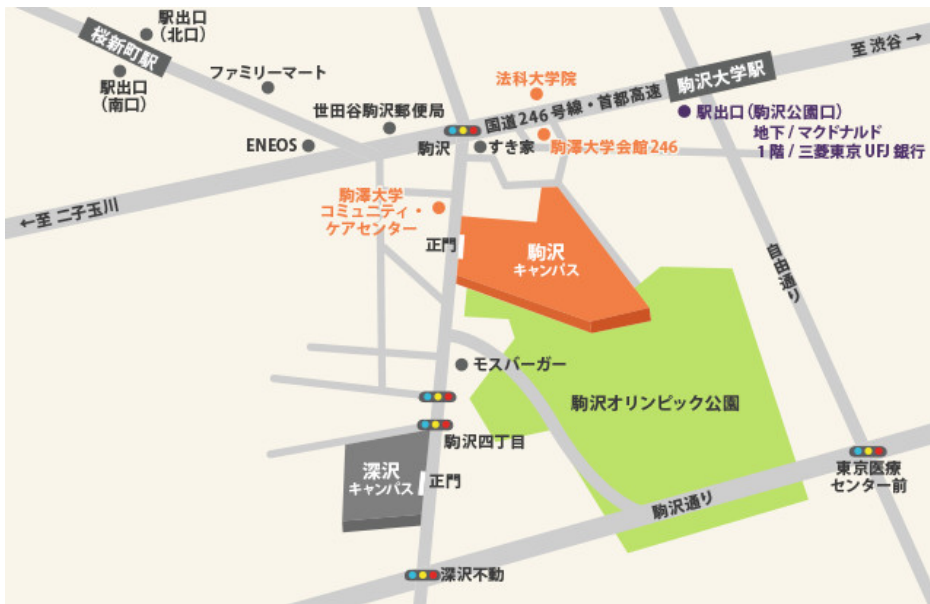 駅出口
（北口）
桜新町駅
駅出口
（南口）
ファミリーマート
世田谷駒沢郵便局
ENEOS
法科大学院
国道246号線・首都高速
駒沢大学駅
至 渋谷 →
駅出口（駒沢公園口）
地下 / マクドナルド
1階 / 三菱東京UFJ銀行
駒沢
すき家
駒澤大学会館246
←至 二子玉川
駒澤大学
コミュニティ・
ケアセンター
正門
駒沢
キャンパス
自由通り
モスバーガー
駒沢オリンピック公園
駒沢四丁目
深沢
キャンパス
正門
東京医療
センター前
駒沢通り
深沢不動